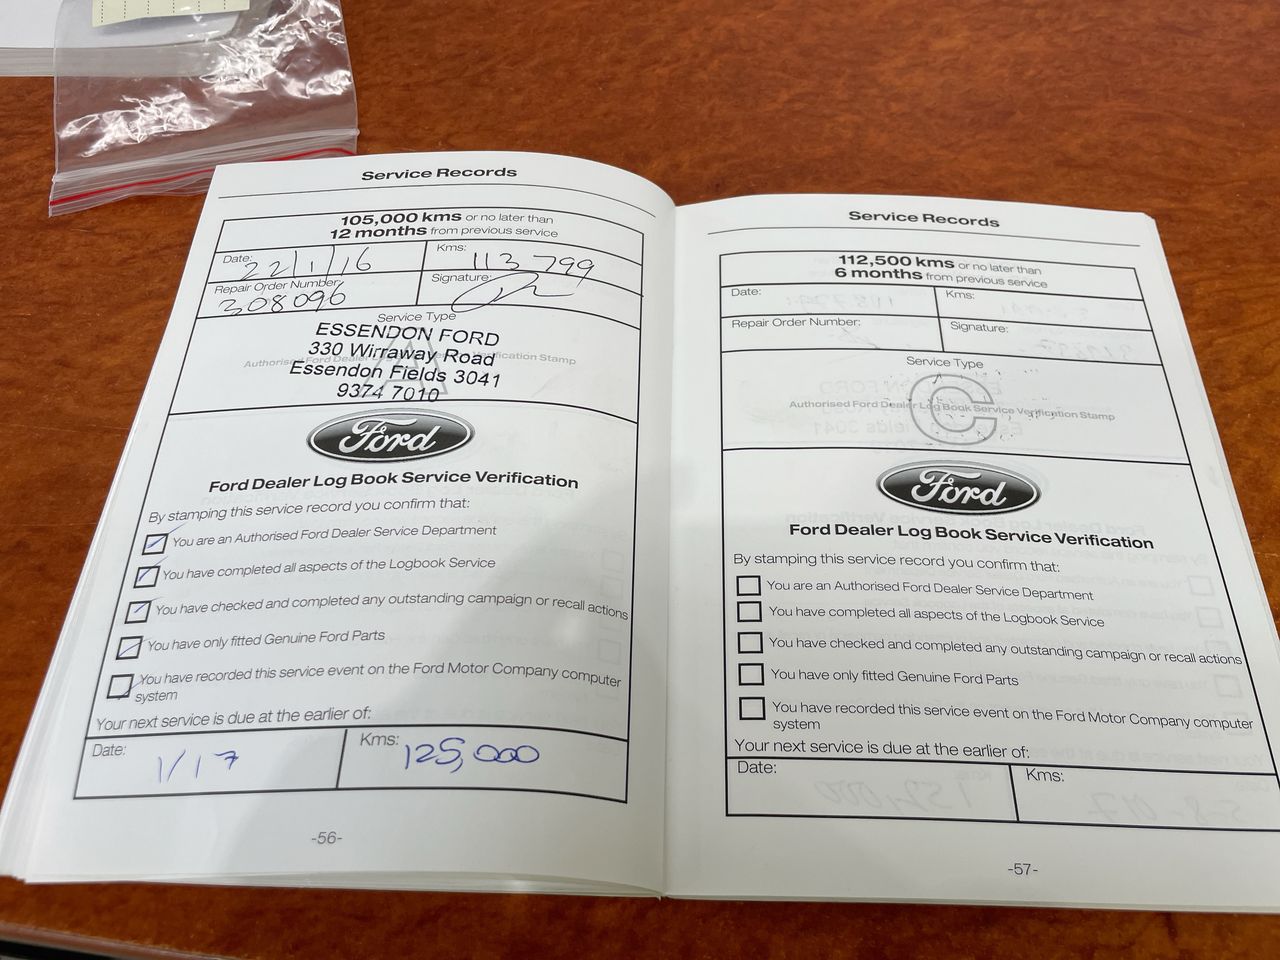 Service Records
105,000 kms or no later than
12 months from previous service
Date: 22/1/16
Kms: 113 799
Repair Order Number: 308096
Signature:
Service Type
A
Authorised Ford Dealer Log Book Service Verification Stamp
ESSENDON FORD
330 Wirraway Road
Essendon Fields 3041
9374 7010
Ford
Ford Dealer Log Book Service Verification
By stamping this service record you confirm that:
You are an Authorised Ford Dealer Service Department
You have completed all aspects of the Logbook Service
You have checked and completed any outstanding campaign or recall actions
You have only fitted Genuine Ford Parts
You have recorded this service event on the Ford Motor Company computer
system
Your next service is due at the earlier of:
Date: 1/17
Kms: 125,000
-56-
Service Records
112,500 kms or no later than
6 months from previous service
Date:
Kms:
Repair Order Number:
Signature:
Service Type
C
Authorised Ford Dealer Log Book Service Verification Stamp
Ford
Ford Dealer Log Book Service Verification
By stamping this service record you confirm that:
You are an Authorised Ford Dealer Service Department
You have completed all aspects of the Logbook Service
You have checked and completed any outstanding campaign or recall actions
You have only fitted Genuine Ford Parts
You have recorded this service event on the Ford Motor Company computer
system
Your next service is due at the earlier of:
Date:
Kms:
-57-